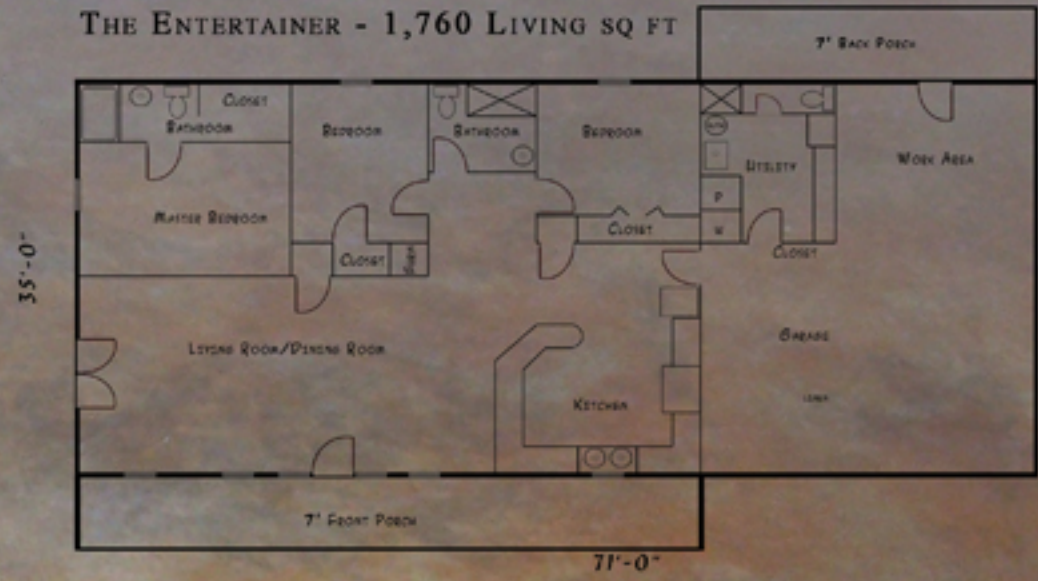 THE ENTERTAINER - 1,760 LIVING SQ FT
7' BACK PORCH
CLOSET
BATHROOM
BEDROOM
BATHROOM
BEDROOM
WORK AREA
UTILITY
D
MASTER BEDROOM
CLOSET
W
CLOSET
CLOSET
35'-0"
GARAGE
LIVING ROOM/DINING ROOM
KITCHEN
7' FRONT PORCH
71'-0"